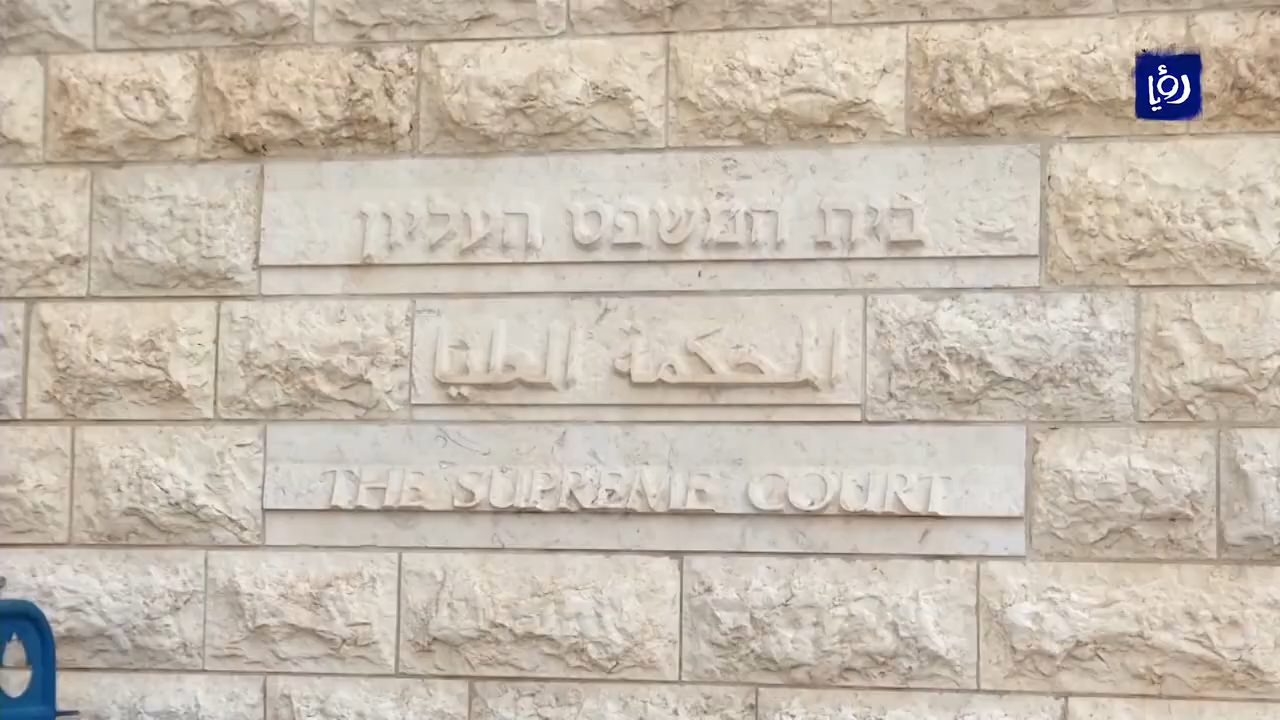 رؤيا
בית המשפט העליון
المحكمة العليا
THE SUPREME COURT